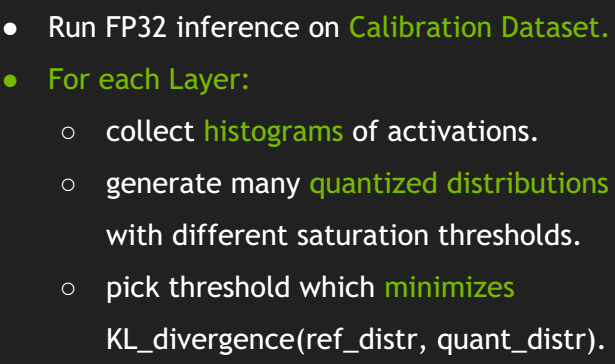 ● Run FP32 inference on Calibration Dataset.
● For each Layer:
○ collect histograms of activations.
○ generate many quantized distributions
with different saturation thresholds.
○ pick threshold which minimizes
KL_divergence(ref_distr, quant_distr).